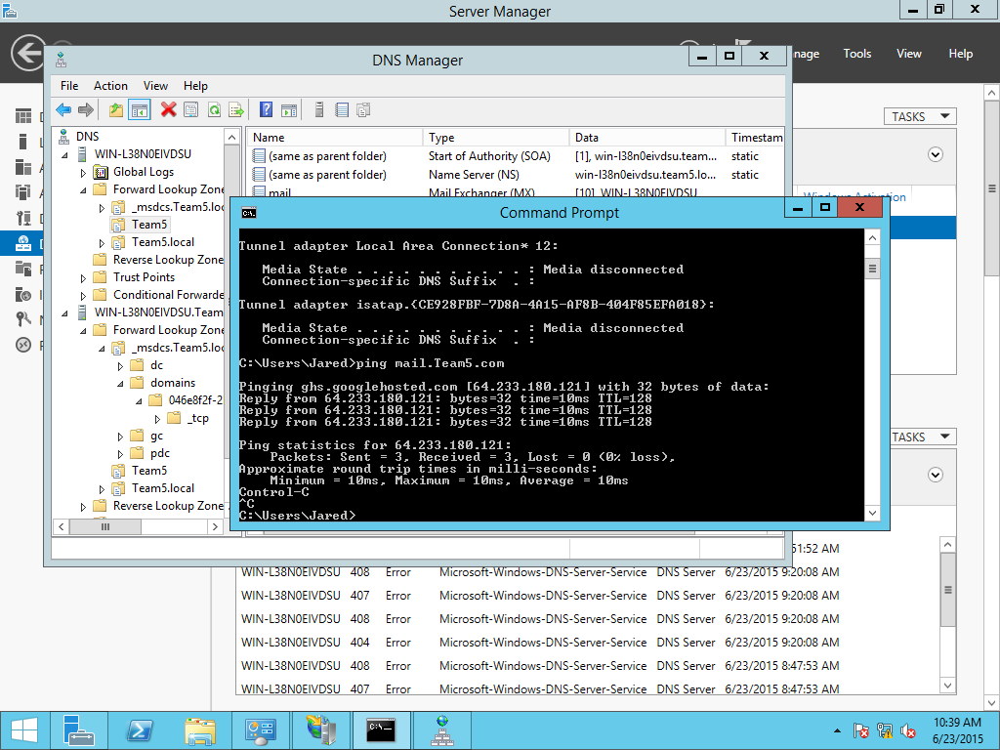 Server Manager
nage Tools View Help
TASKS
Windows Activation
TASKS
DNS Manager
File Action View Help
DNS
WIN-L38N0EIVDSU
Global Logs
Forward Lookup Zone
_msdcs.Team5.loc
Team5
Team5.local
Reverse Lookup Zone
Trust Points
Conditional Forwarde
WIN-L38N0EIVDSU.Team
Forward Lookup Zone
_msdcs.Team5.loc
dc
domains
046e8f2f-2
_tcp
gc
pdc
Team5
Team5.local
Reverse Lookup Zone
Name Type Data Timestam
(same as parent folder) Start of Authority (SOA) [1], win-l38n0eivdsu.team... static
(same as parent folder) Name Server (NS) win-l38n0eivdsu.team5.lo... static
mail Mail Exchanger (MX) [10] WIN-L38N0EIVDSU
Command Prompt
Tunnel adapter Local Area Connection* 12:
Media State . . . . . . . . . . . : Media disconnected
Connection-specific DNS Suffix . :
Tunnel adapter isatap.{CE928FBF-7D8A-4A15-AF8B-404F85EFA018}:
Media State . . . . . . . . . . . : Media disconnected
Connection-specific DNS Suffix . :
C:\Users\Jared>ping mail.Team5.com
Pinging ghs.googlehosted.com [64.233.180.121] with 32 bytes of data:
Reply from 64.233.180.121: bytes=32 time=10ms TTL=128
Reply from 64.233.180.121: bytes=32 time=10ms TTL=128
Reply from 64.233.180.121: bytes=32 time=10ms TTL=128
Ping statistics for 64.233.180.121:
Packets: Sent = 3, Received = 3, Lost = 0 (0% loss),
Approximate round trip times in milli-seconds:
Minimum = 10ms, Maximum = 10ms, Average = 10ms
Control-C
^C
C:\Users\Jared>
51:52 AM
WIN-L38N0EIVDSU 408 Error Microsoft-Windows-DNS-Server-Service DNS Server 6/23/2015 9:20:08 AM
WIN-L38N0EIVDSU 407 Error Microsoft-Windows-DNS-Server-Service DNS Server 6/23/2015 9:20:08 AM
WIN-L38N0EIVDSU 408 Error Microsoft-Windows-DNS-Server-Service DNS Server 6/23/2015 9:20:08 AM
WIN-L38N0EIVDSU 404 Error Microsoft-Windows-DNS-Server-Service DNS Server 6/23/2015 9:20:08 AM
WIN-L38N0EIVDSU 408 Error Microsoft-Windows-DNS-Server-Service DNS Server 6/23/2015 8:47:53 AM
WIN-L38N0EIVDSU 407 Error Microsoft-Windows-DNS-Server-Service DNS Server 6/23/2015 8:47:53 AM
10:39 AM
6/23/2015